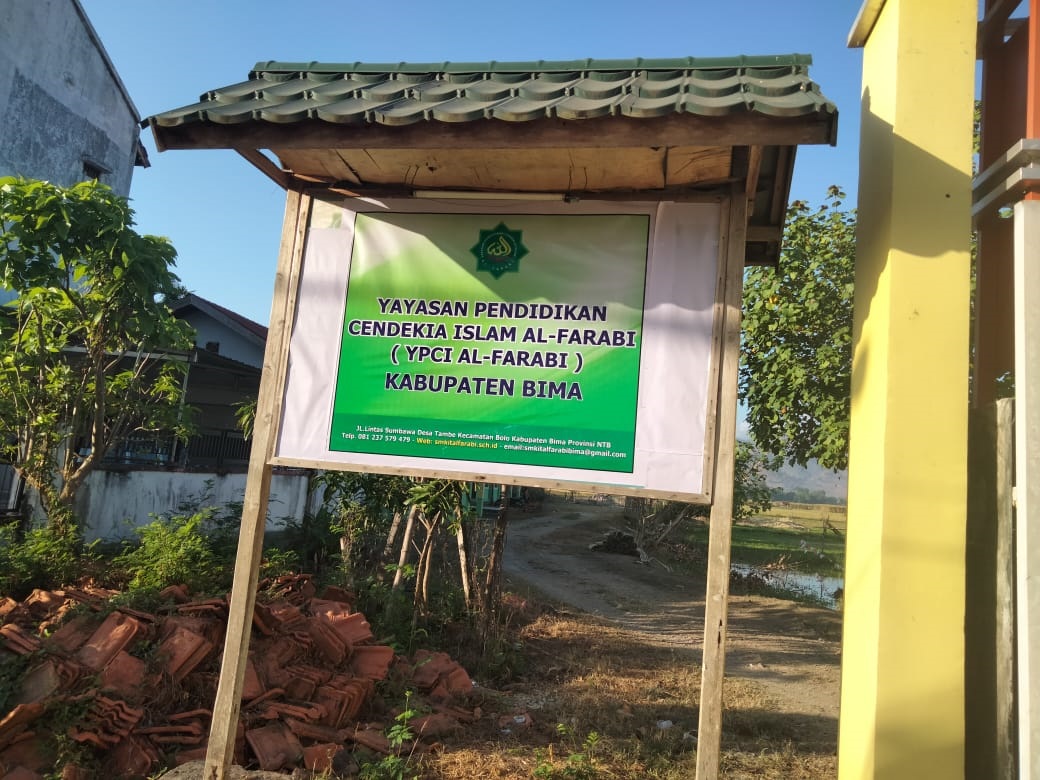 YAYASAN PENDIDIKAN
CENDEKIA ISLAM AL-FARABI
( YPCI AL-FARABI )
KABUPATEN BIMA
JL.Lintas Sumbawa Desa Tambe Kecamatan Bolo Kabupaten Bima Provinsi NTB
Telp. 081 237 579 479 - Web: smkitalfarabi.sch.id - email:smkitalfarabibima@gmail.com